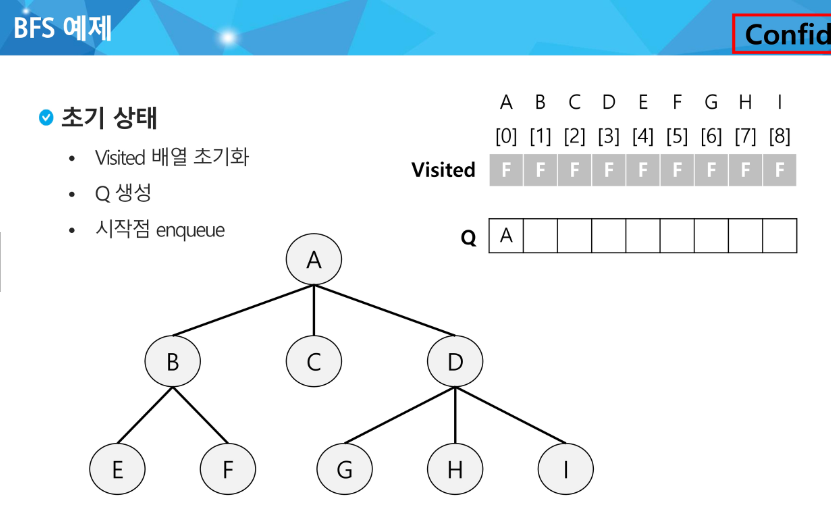 BFS 예제
Confid
초기 상태
• Visited 배열 초기화
• Q 생성
• 시작점 enqueue
A B C D E F G H I
[0] [1] [2] [3] [4] [5] [6] [7] [8]
Visited F F F F F F F F F
Q A
A
B C D
E F G H I